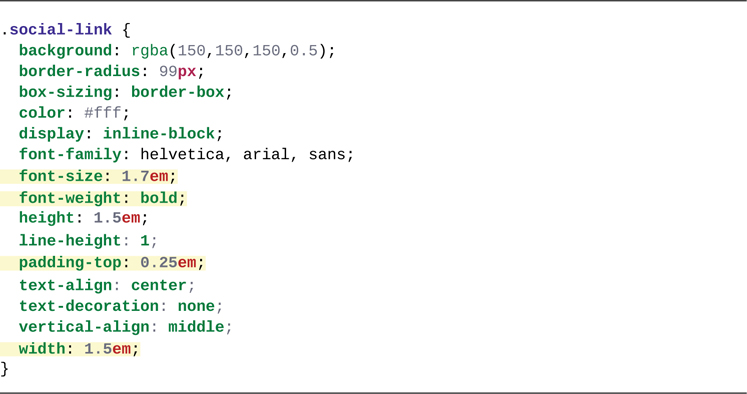 .social-link {
  background: rgba(150,150,150,0.5);
  border-radius: 99px;
  box-sizing: border-box;
  color: #fff;
  display: inline-block;
  font-family: helvetica, arial, sans;
  font-size: 1.7em;
  font-weight: bold;
  height: 1.5em;
  line-height: 1;
  padding-top: 0.25em;
  text-align: center;
  text-decoration: none;
  vertical-align: middle;
  width: 1.5em;
}